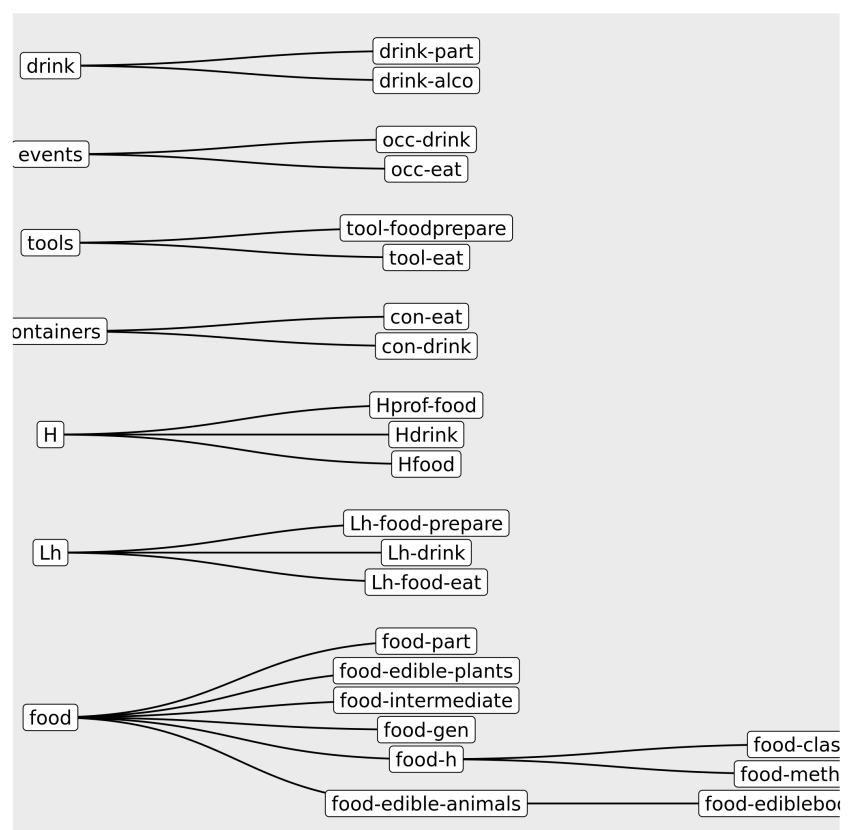 drink
drink-part
drink-alco
events
occ-drink
occ-eat
tools
tool-foodprepare
tool-eat
ontainers
con-eat
con-drink
H
Hprof-food
Hdrink
Hfood
Lh
Lh-food-prepare
Lh-drink
Lh-food-eat
food
food-part
food-edible-plants
food-intermediate
food-gen
food-h
food-clas
food-meth
food-edible-animals
food-edibleboo